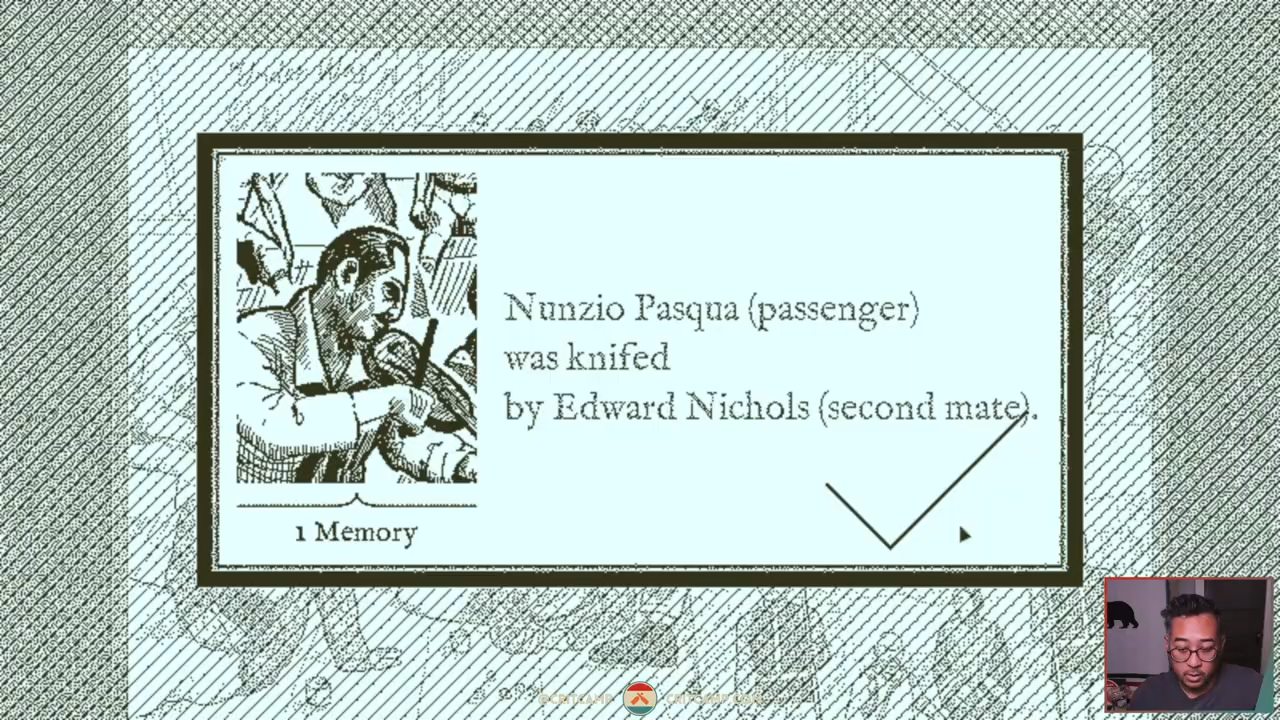 Nunzio Pasqua (passenger)
was knifed
by Edward Nichols (second mate).
1 Memory